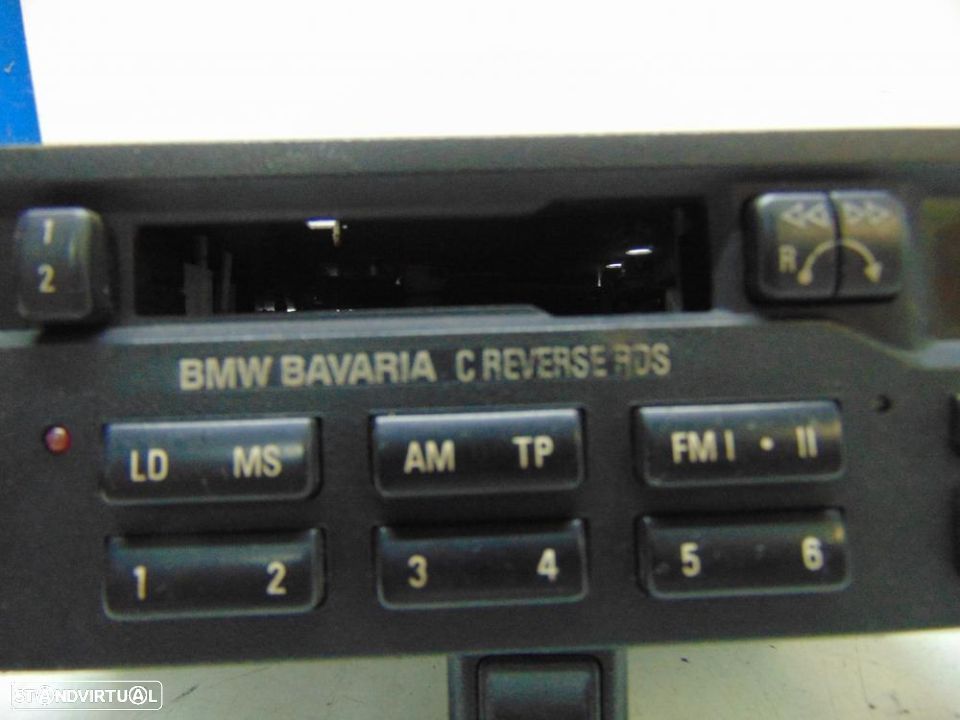 1
2
R
BMW BAVARIA C REVERSE RDS
LD MS AM TP FM I • II
1 2 3 4 5 6
STANDVIRTUAL